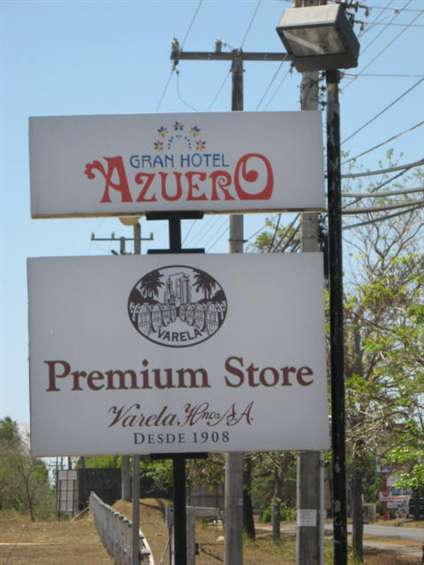 GRAN HOTEL
AZUERO
VARELA
Premium Store
Varela Hnos. S.A.
DESDE 1908